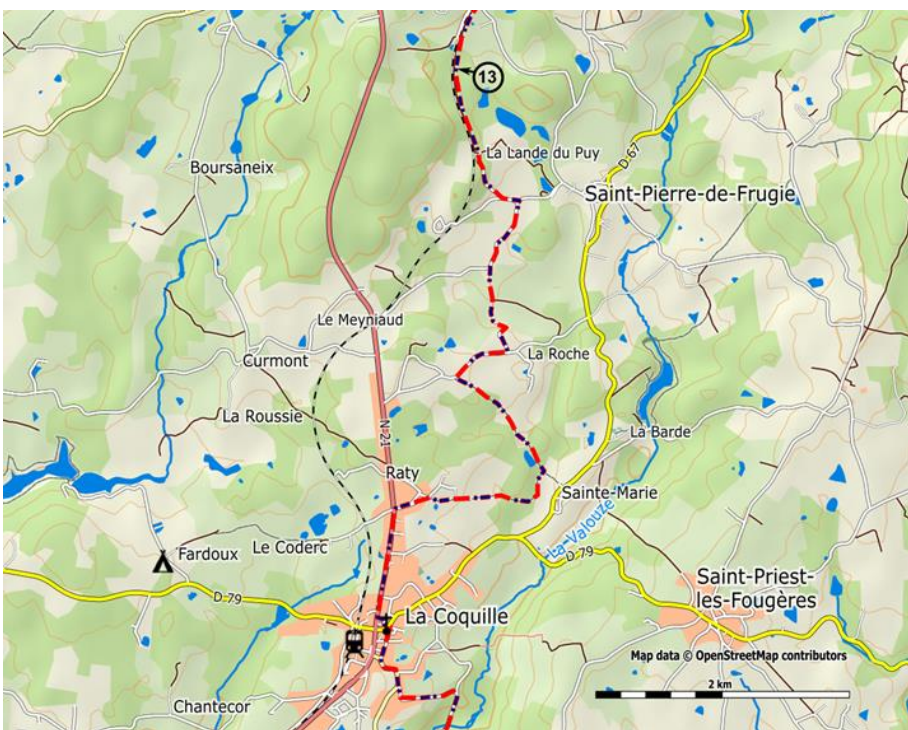 13
La Lande du Puy
Boursaneix
D 67
Saint-Pierre-de-Frugie
Le Meyniaud
La Roche
Curmont
La Roussie
N 21
La Barde
Raty
Sainte-Marie
La Valouze
Le Coderc
Fardoux
D 79
D 79
Saint-Priest-
les-Fougères
La Coquille
Map data © OpenStreetMap contributors
2 km
Chantecor